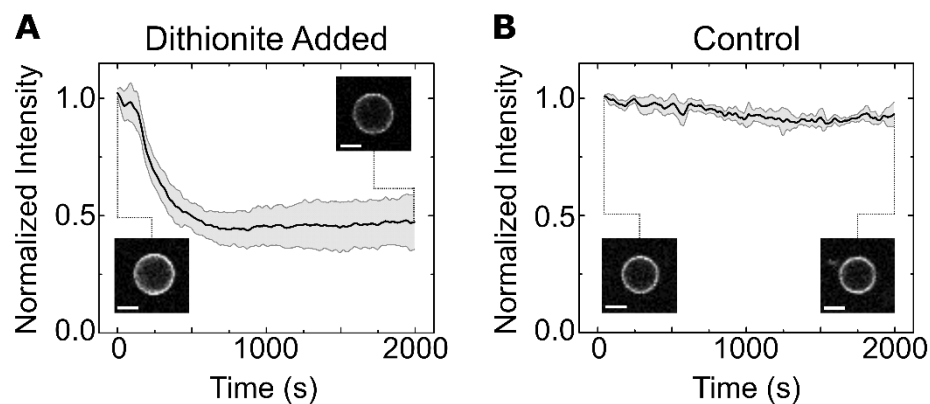 A
Dithionite Added
Normalized Intensity
1.0
0.5
0.0
0
1000
2000
Time (s)
B
Control
Normalized Intensity
1.0
0.5
0.0
0
1000
2000
Time (s)